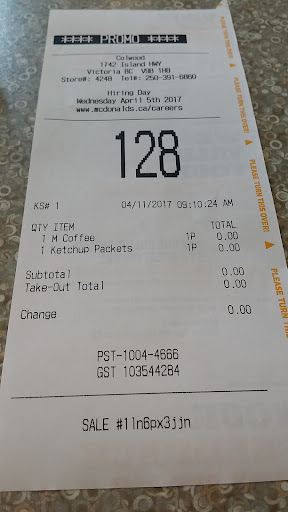 **** PROMO ****
Colwood
1742 Island HWY
Victoria BC V9B 1H8
Store#: 4248 Tel#: 250-391-6860
Hiring Day
Wednesday April 5th 2017
www.mcdonalds.ca/careers
128
KS# 1 04/11/2017 09:10:24 AM
QTY ITEM TOTAL
1 M Coffee 1P 0.00
1 Ketchup Packets 1P 0.00
Subtotal 0.00
Take-Out Total 0.00
Change 0.00
PST-1004-4666
GST 103544284
SALE #1ln6px3jjn
PLEASE TURN THIS OVER!
PLEASE TURN THIS OVER!
PLEASE TURN THIS OVER!